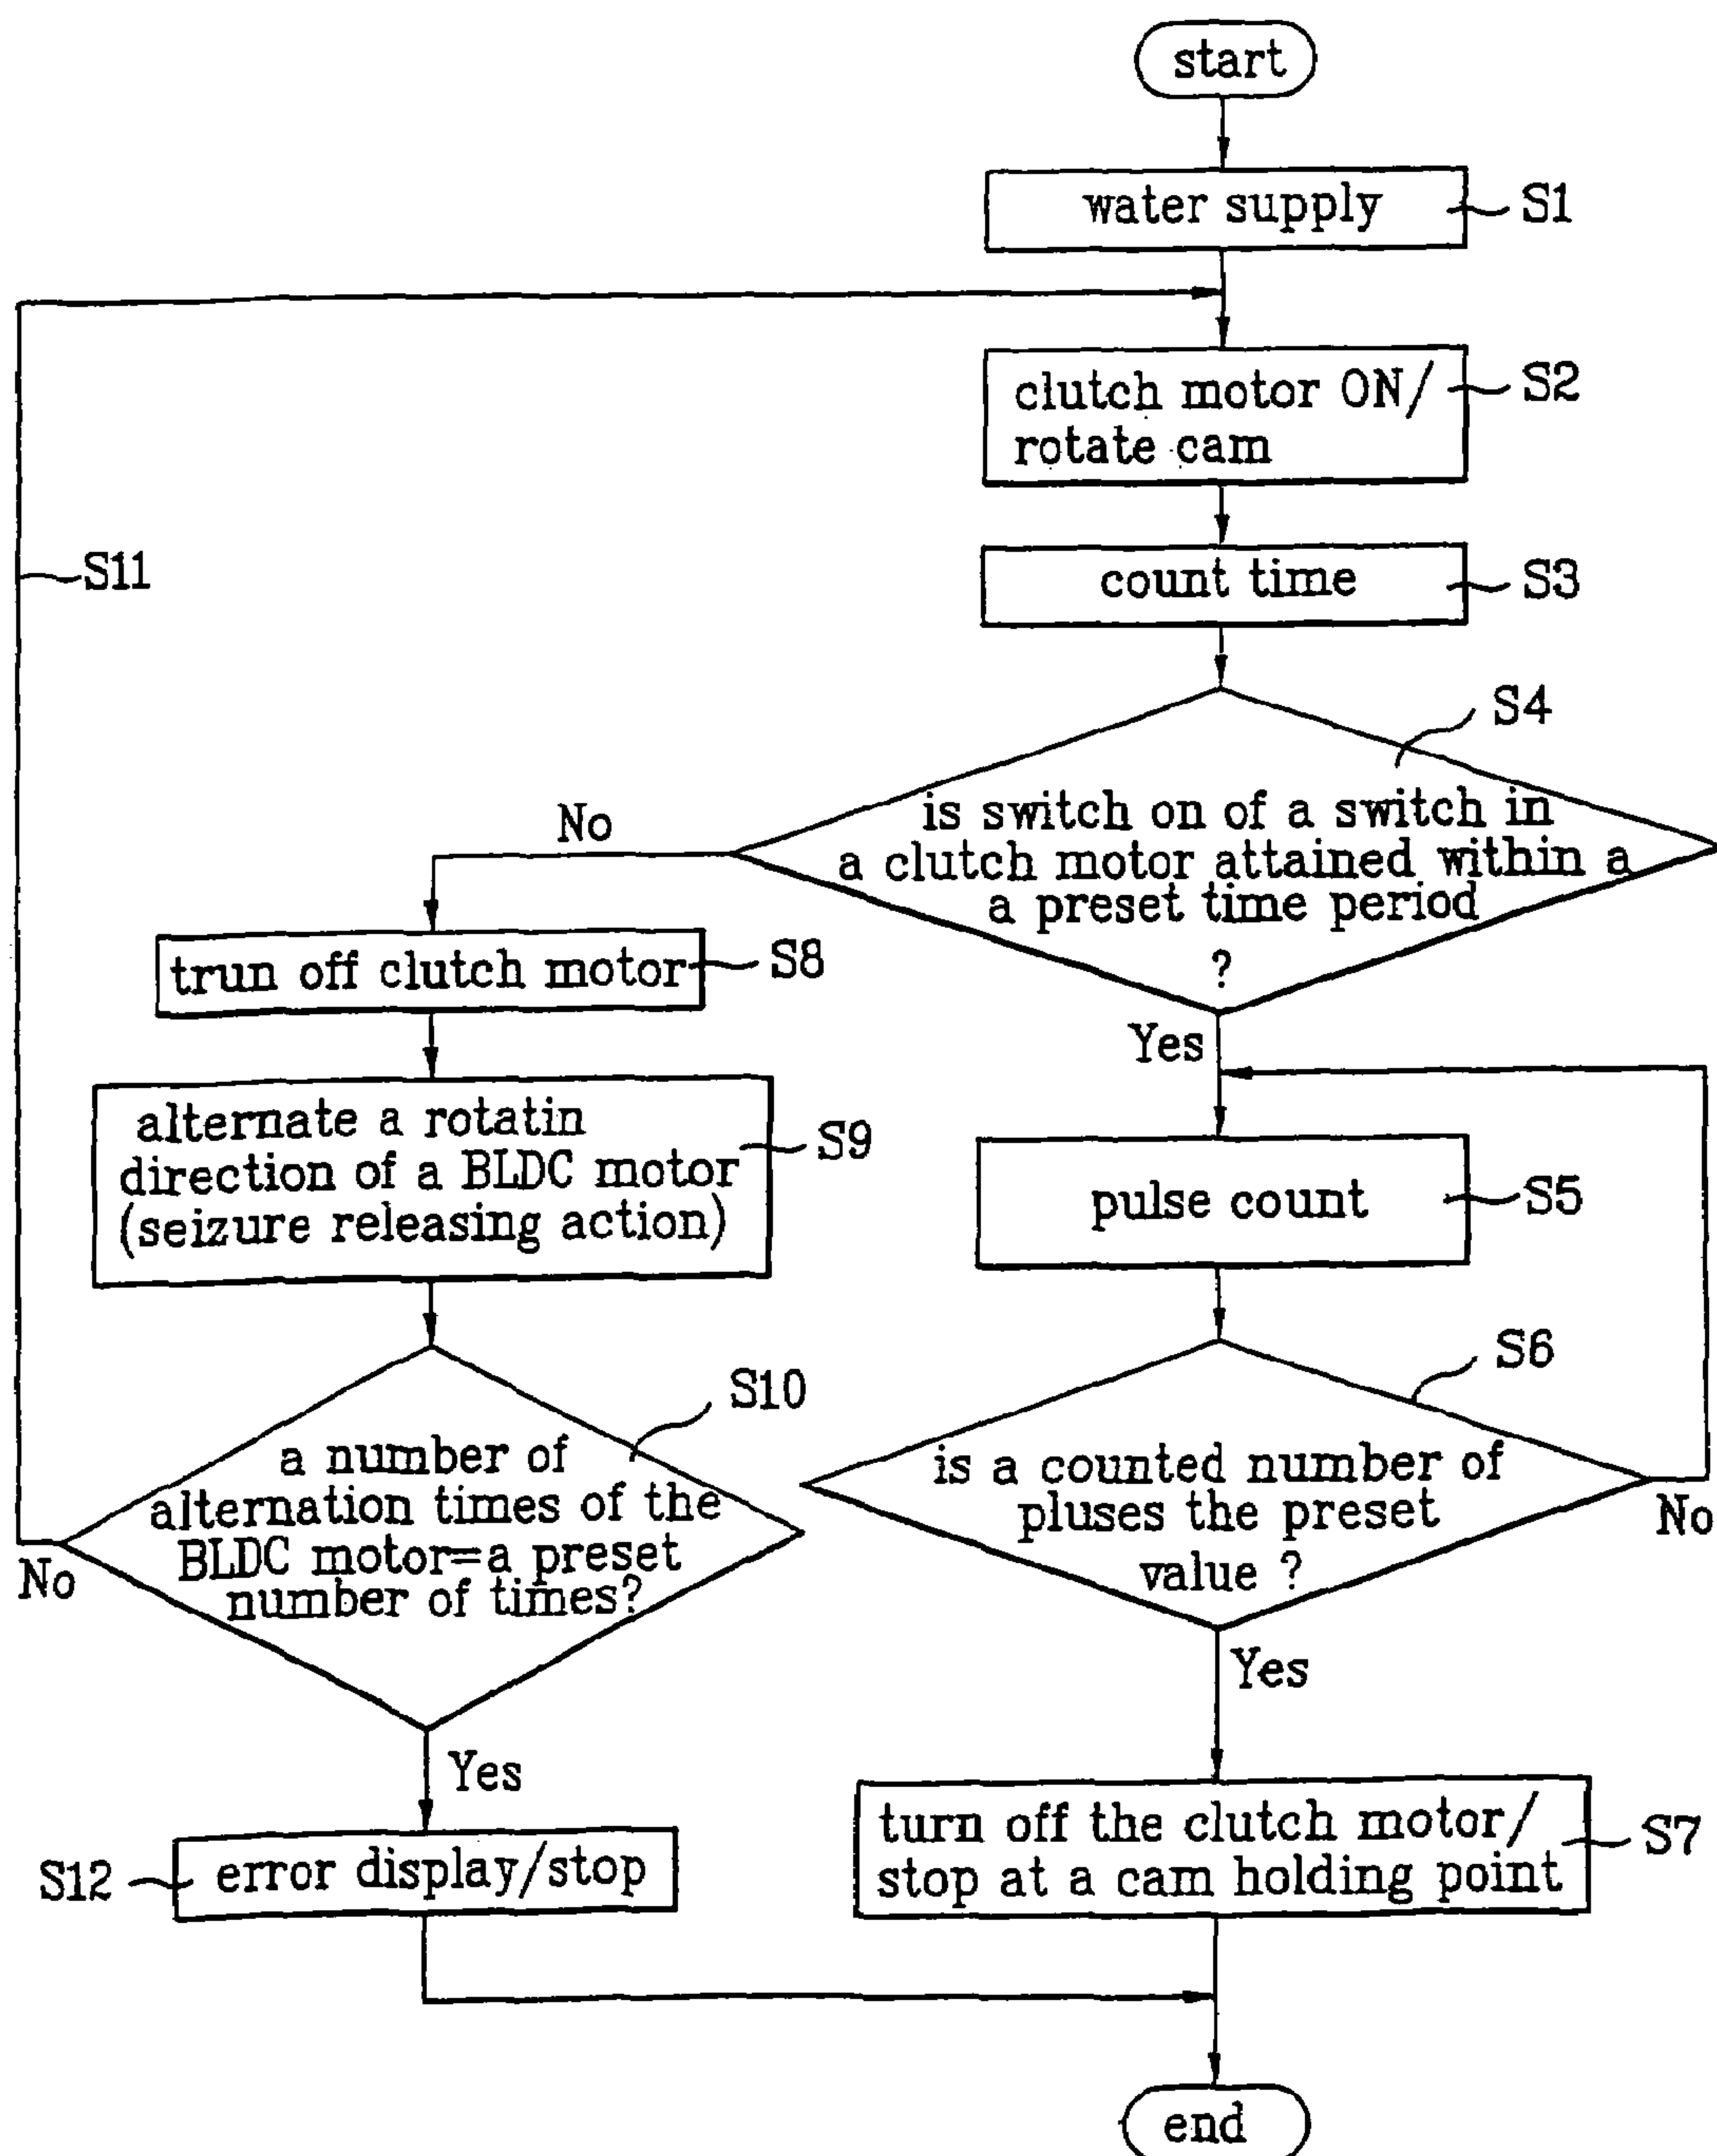 start
water supply
S1
clutch motor ON/
rotate cam
S2
count time
S3
S11
S4
is switch on of a switch in
a clutch motor attained within a
a preset time period
?
No
Yes
trun off clutch motor
S8
alternate a rotatin
direction of a BLDC motor
(seizure releasing action)
S9
pulse count
S5
S10
a number of
alternation times of the
BLDC motor=a preset
number of times?
No
Yes
S6
is a counted number of
pluses the preset
value ?
No
Yes
S12
error display/stop
turn off the clutch motor/
stop at a cam holding point
S7
end